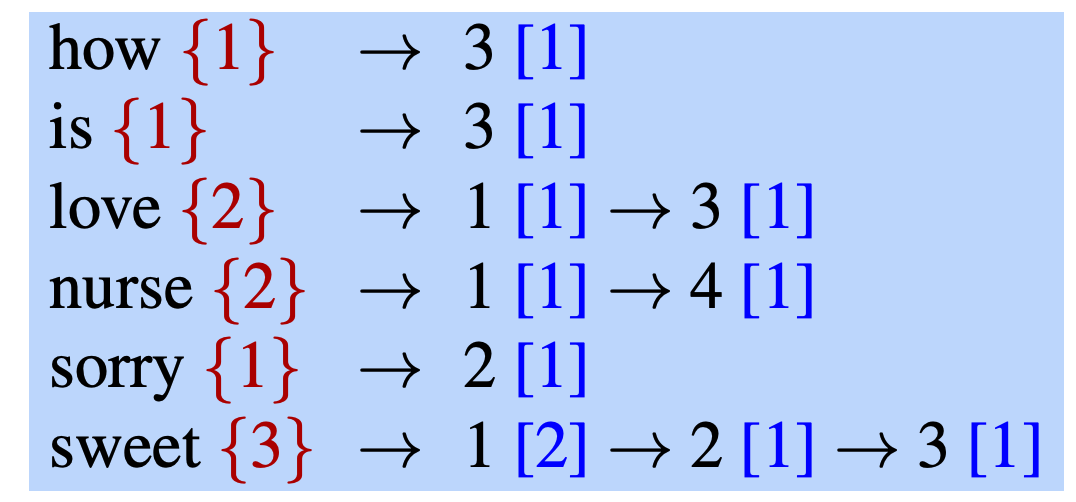 how {1} → 3 [1]
is {1} → 3 [1]
love {2} → 1 [1] → 3 [1]
nurse {2} → 1 [1] → 4 [1]
sorry {1} → 2 [1]
sweet {3} → 1 [2] → 2 [1] → 3 [1]